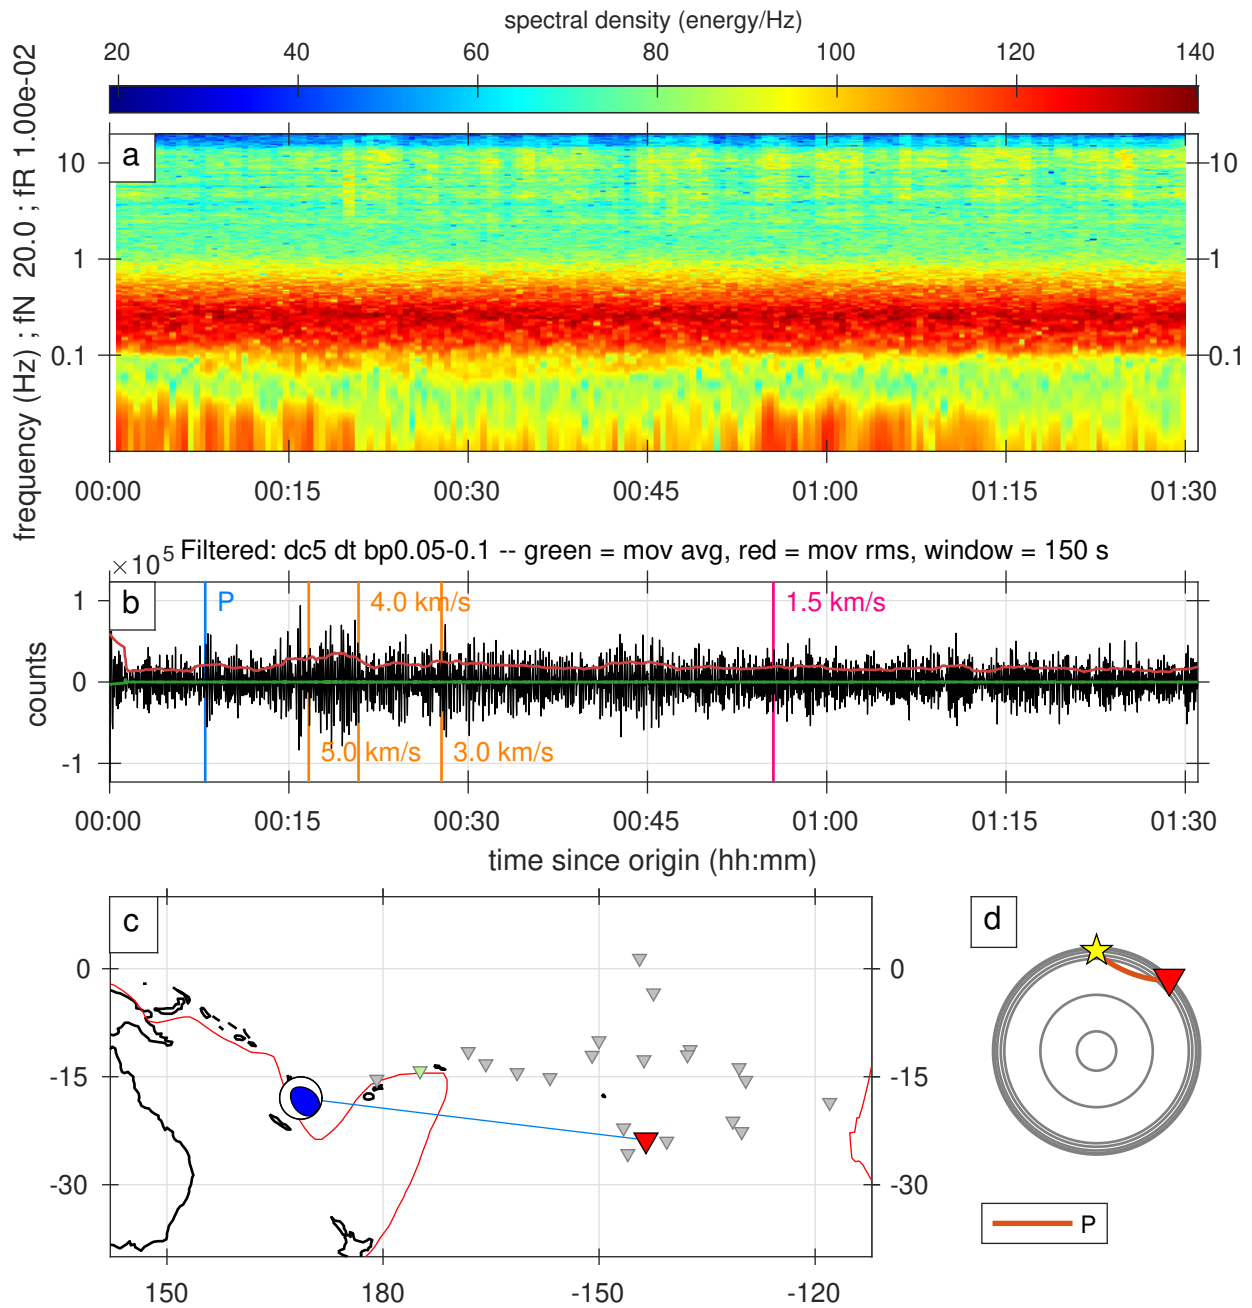 spectral density (energy/Hz)
20 40 60 80 100 120 140
frequency (Hz) ; fN 20.0 ; fR 1.00e-02
a
10 10
1 1
0.1 0.1
00:00 00:15 00:30 00:45 01:00 01:15 01:30
×10 5 Filtered: dc5 dt bp0.05-0.1 -- green = mov avg, red = mov rms, window = 150 s
b
P 4.0 km/s 1.5 km/s
1
0
-1
counts
5.0 km/s 3.0 km/s
00:00 00:15 00:30 00:45 01:00 01:15 01:30
time since origin (hh:mm)
c
0 0
-15 -15
-30 -30
150 180 -150 -120
d
P